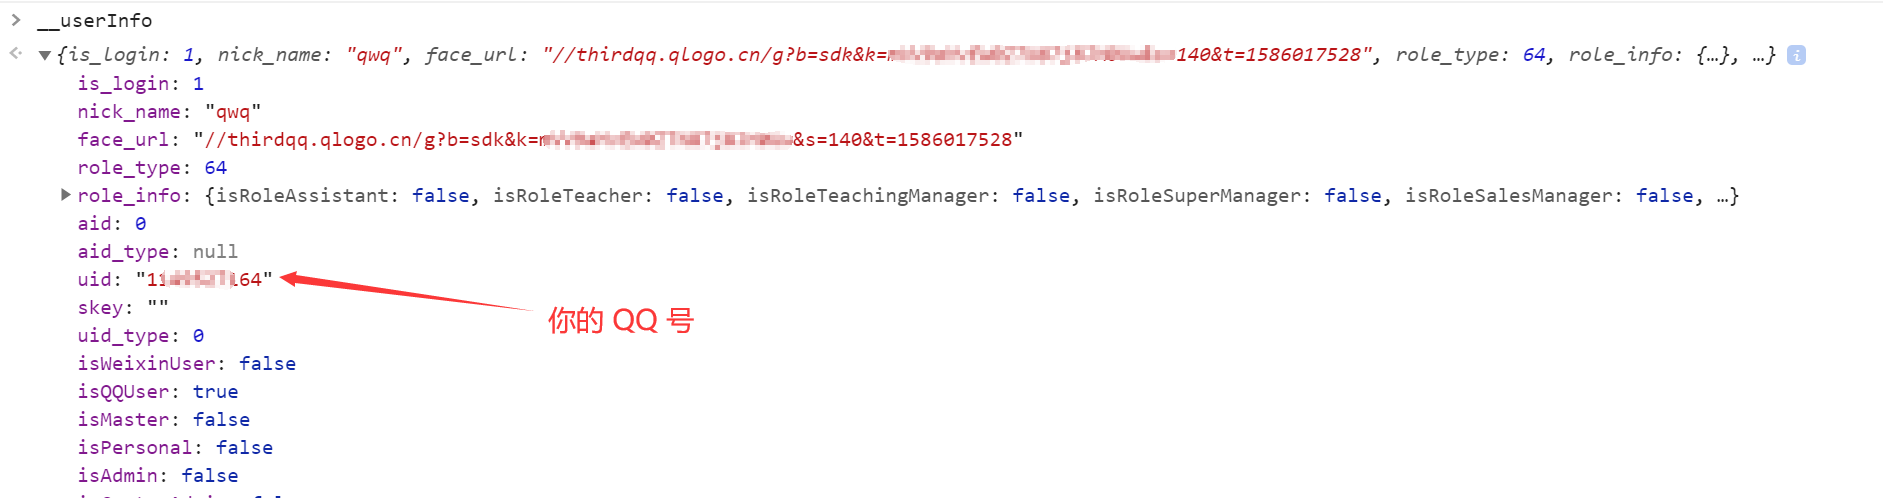 > __userInfo
{is_login: 1, nick_name: "qwq", face_url: "//thirdqq.qlogo.cn/g?b=sdk&k= 140&t=1586017528", role_type: 64, role_info: {…}, …} i
is_login: 1
nick_name: "qwq"
face_url: "//thirdqq.qlogo.cn/g?b=sdk&k= &s=140&t=1586017528"
role_type: 64
role_info: {isRoleAssistant: false, isRoleTeacher: false, isRoleTeachingManager: false, isRoleSuperManager: false, isRoleSalesManager: false, …}
aid: 0
aid_type: null
uid: "1 64"
skey: ""
你的 QQ 号
uid_type: 0
isWeixinUser: false
isQQUser: true
isMaster: false
isPersonal: false
isAdmin: false